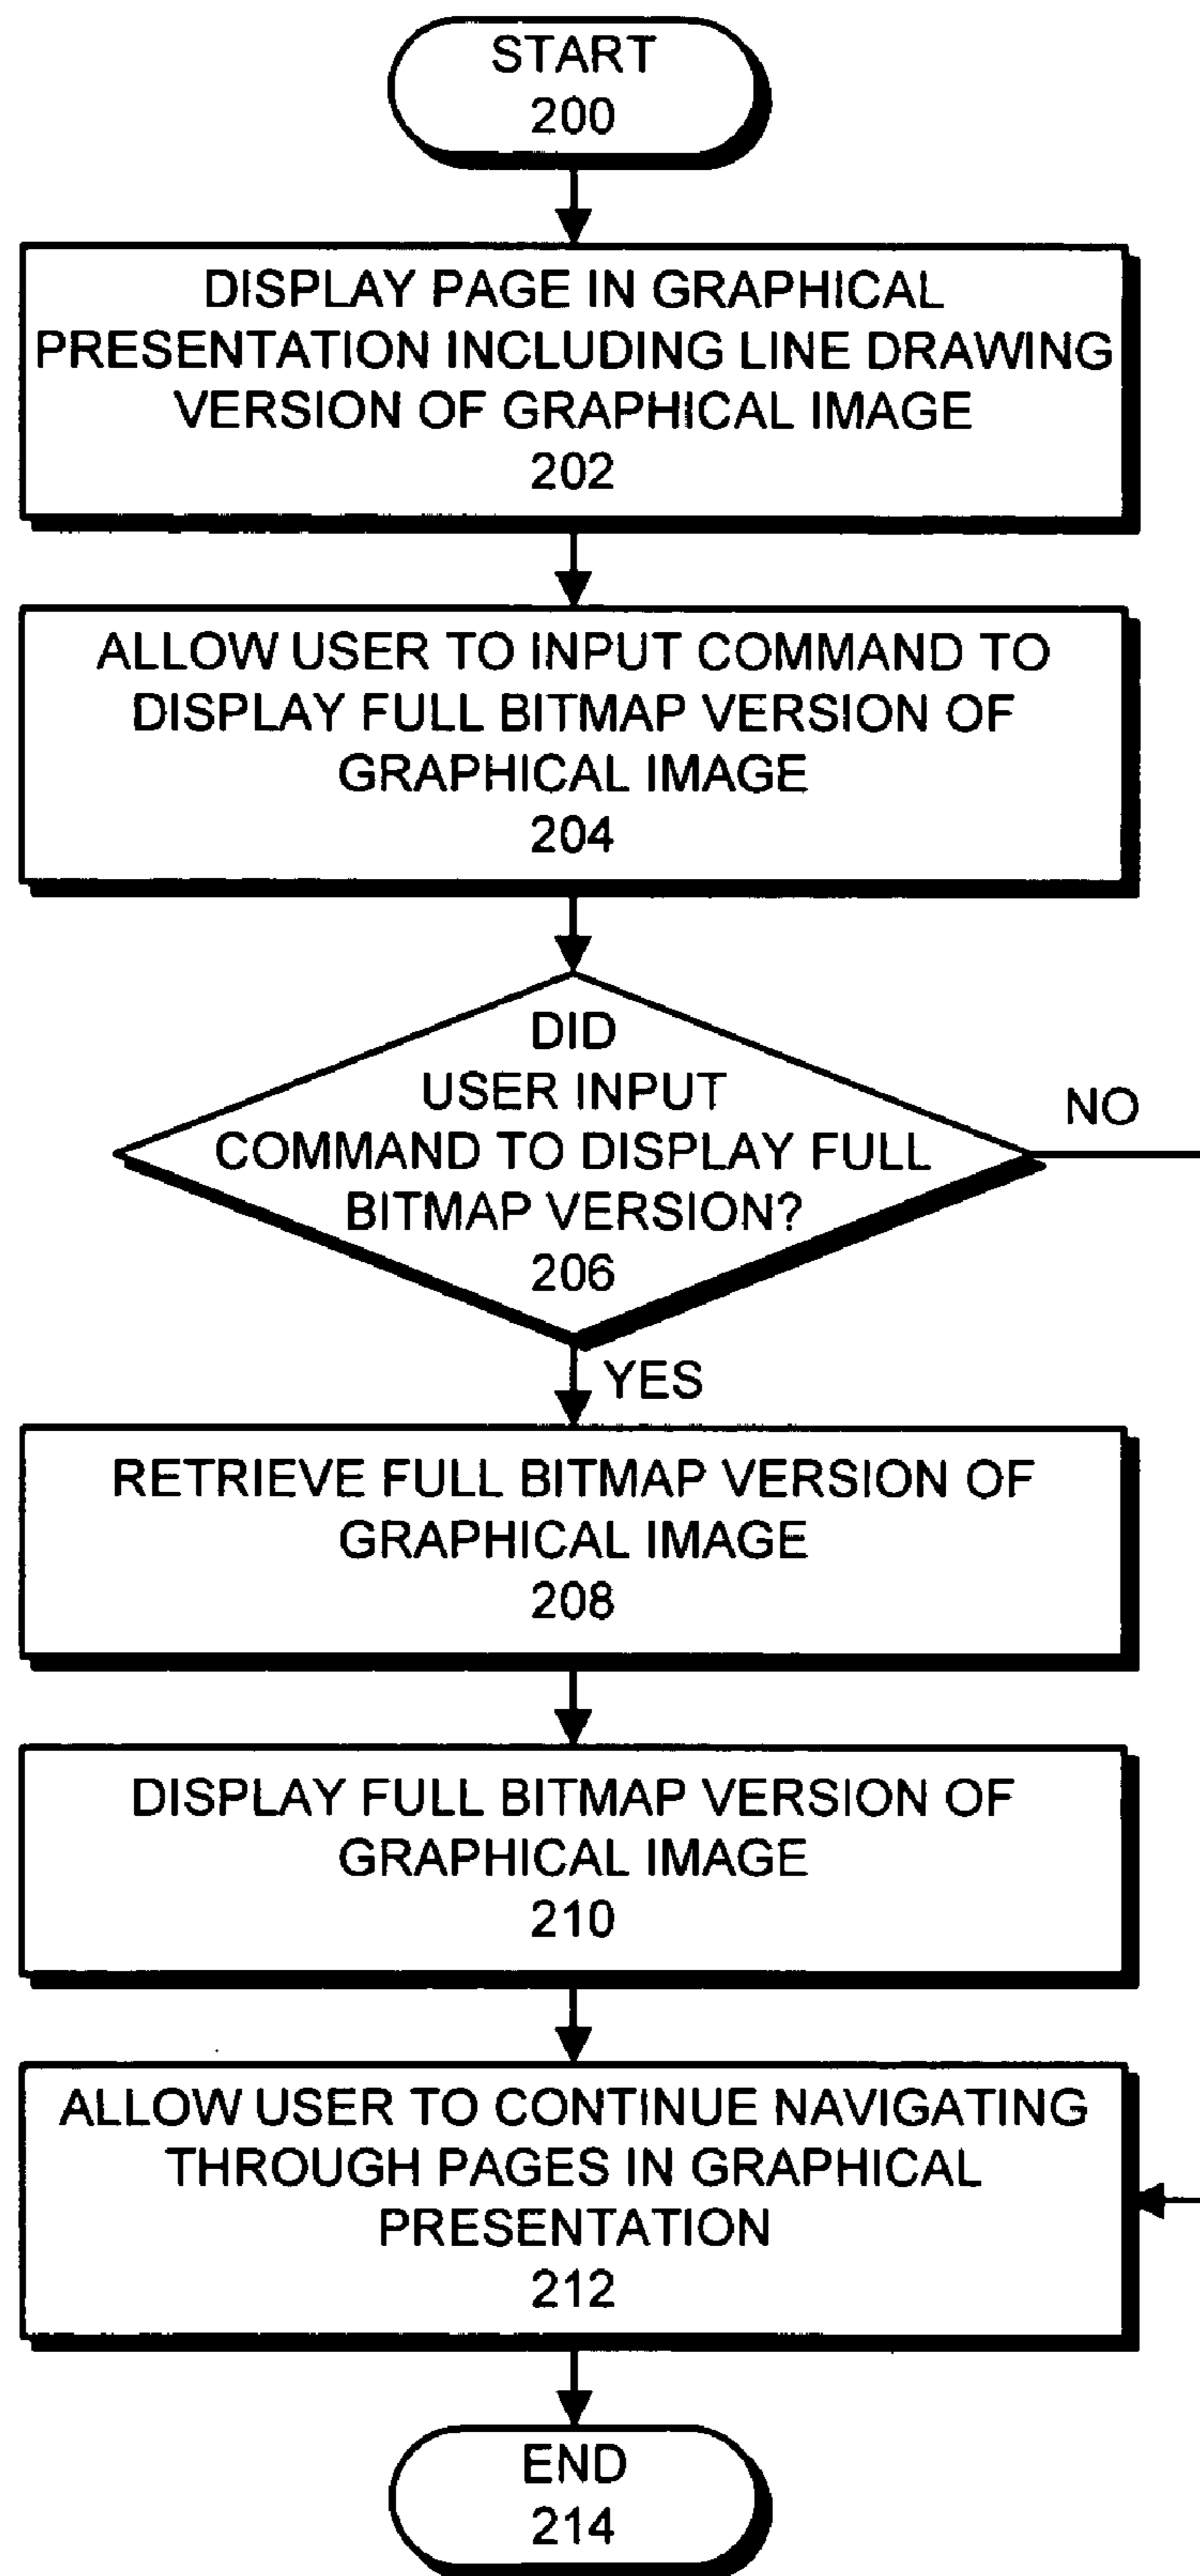 START
200
DISPLAY PAGE IN GRAPHICAL
PRESENTATION INCLUDING LINE DRAWING
VERSION OF GRAPHICAL IMAGE
202
ALLOW USER TO INPUT COMMAND TO
DISPLAY FULL BITMAP VERSION OF
GRAPHICAL IMAGE
204
DID
USER INPUT
COMMAND TO DISPLAY FULL
BITMAP VERSION?
206
NO
YES
RETRIEVE FULL BITMAP VERSION OF
GRAPHICAL IMAGE
208
DISPLAY FULL BITMAP VERSION OF
GRAPHICAL IMAGE
210
ALLOW USER TO CONTINUE NAVIGATING
THROUGH PAGES IN GRAPHICAL
PRESENTATION
212
END
214